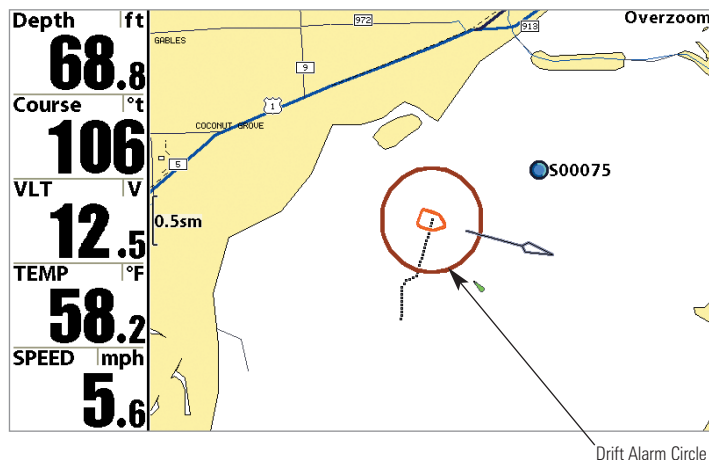 Depth ft
68.8
Course °t
106
VLT V
12.5
TEMP °F
58.2
SPEED mph
5.6
Overzoom
972
913
GABLES
9
1
COCONUT GROVE
5
S00075
0.5sm
Drift Alarm Circle